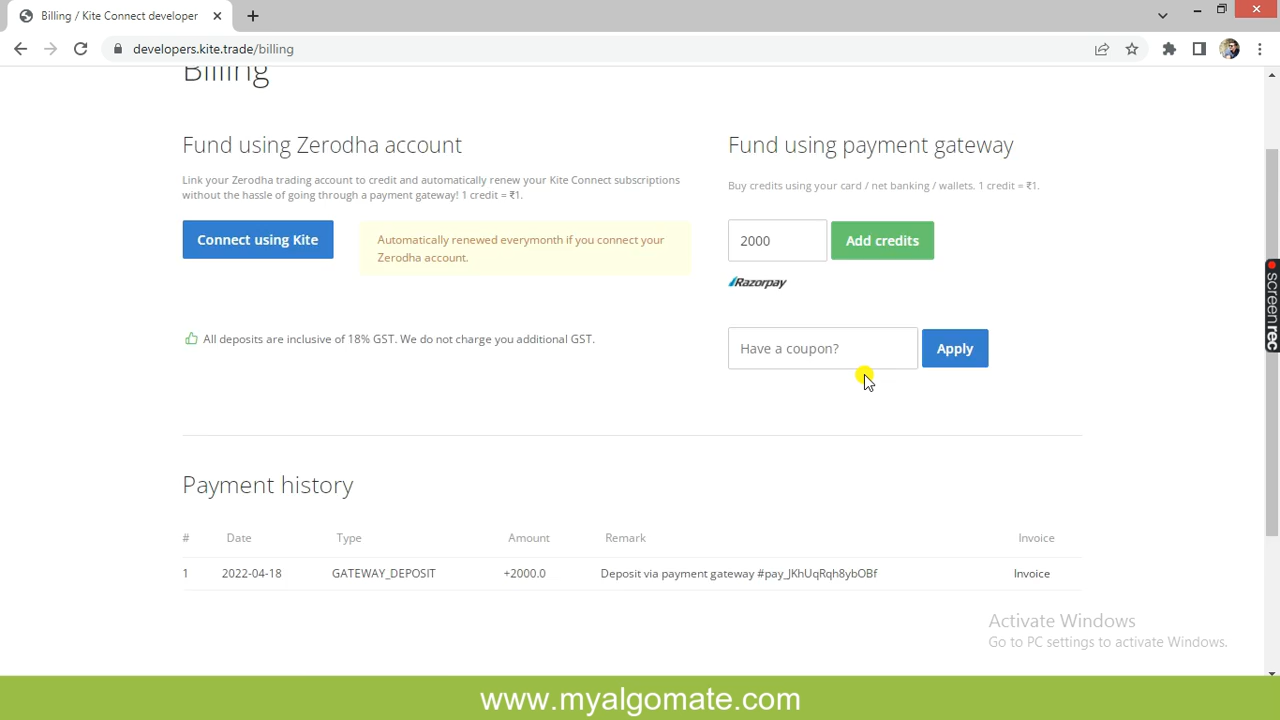 Billing / Kite Connect developer
developers.kite.trade/billing
Billing
Fund using Zerodha account
Link your Zerodha trading account to credit and automatically renew your Kite Connect subscriptions
without the hassle of going through a payment gateway! 1 credit = ₹1.
Connect using Kite
Automatically renewed everymonth if you connect your
Zerodha account.
All deposits are inclusive of 18% GST. We do not charge you additional GST.
Fund using payment gateway
Buy credits using your card / net banking / wallets. 1 credit = ₹1.
2000 Add credits
Razorpay
Have a coupon? Apply
Payment history
# Date Type Amount Remark Invoice
1 2022-04-18 GATEWAY_DEPOSIT +2000.0 Deposit via payment gateway #pay_JKhUqRqh8ybOBf Invoice
screenrec
Activate Windows
Go to PC settings to activate Windows.
www.myalgomate.com